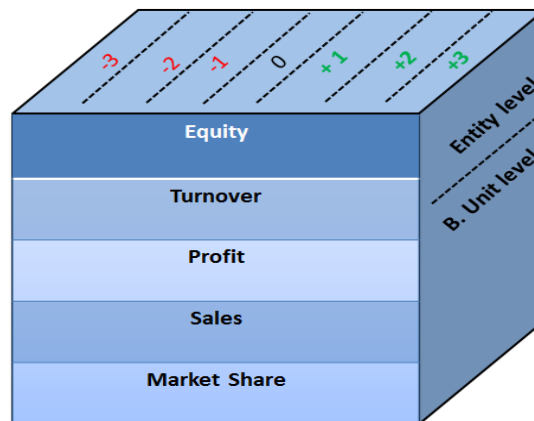 -3 -2 -1 0 + 1 +2 +3
Equity
Turnover
Profit
Sales
Market Share
Entity level
B. Unit level